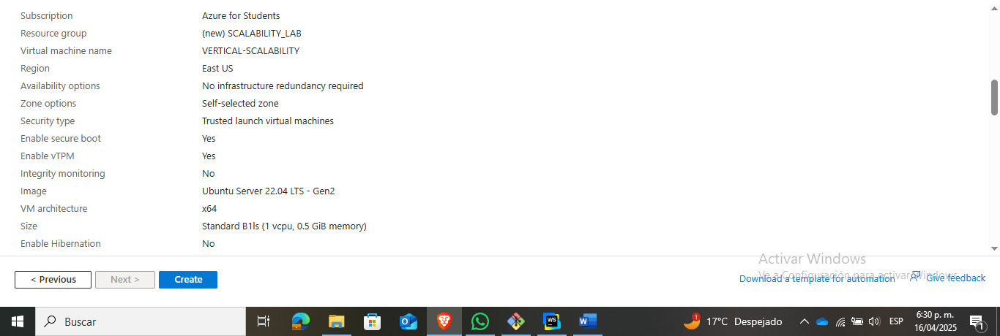 Subscription Azure for Students
Resource group (new) SCALABILITY_LAB
Virtual machine name VERTICAL-SCALABILITY
Region East US
Availability options No infrastructure redundancy required
Zone options Self-selected zone
Security type Trusted launch virtual machines
Enable secure boot Yes
Enable vTPM Yes
Integrity monitoring No
Image Ubuntu Server 22.04 LTS - Gen2
VM architecture x64
Size Standard B1ls (1 vcpu, 0.5 GiB memory)
Enable Hibernation No
Activar Windows
Ve a Configuración para activar Windows.
< Previous Next > Create Download a template for automation Give feedback
Buscar WS 1 17°C Despejado ESP 6:30 p. m.
16/04/2025 1